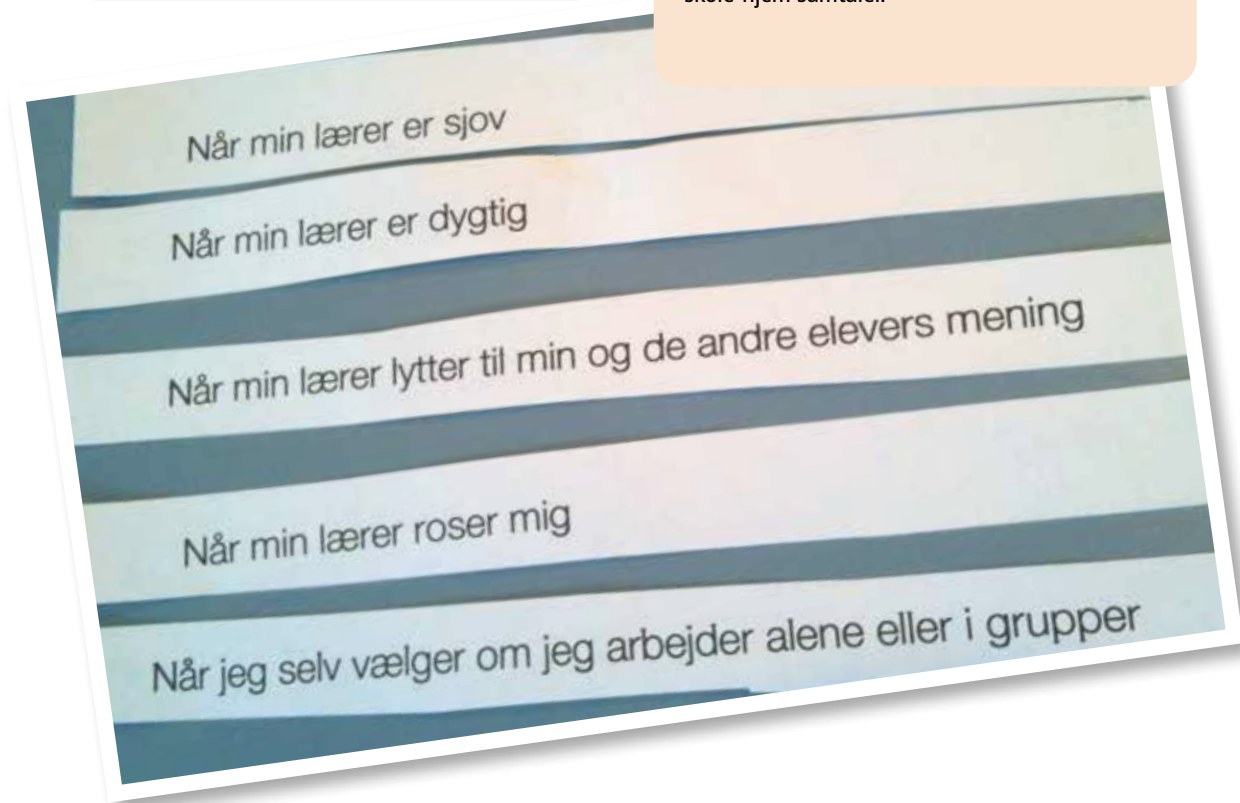 Når min lærer er sjov
Når min lærer er dygtig
Når min lærer lytter til min og de andre elevers mening
Når min lærer roser mig
Når jeg selv vælger om jeg arbejder alene eller i grupper